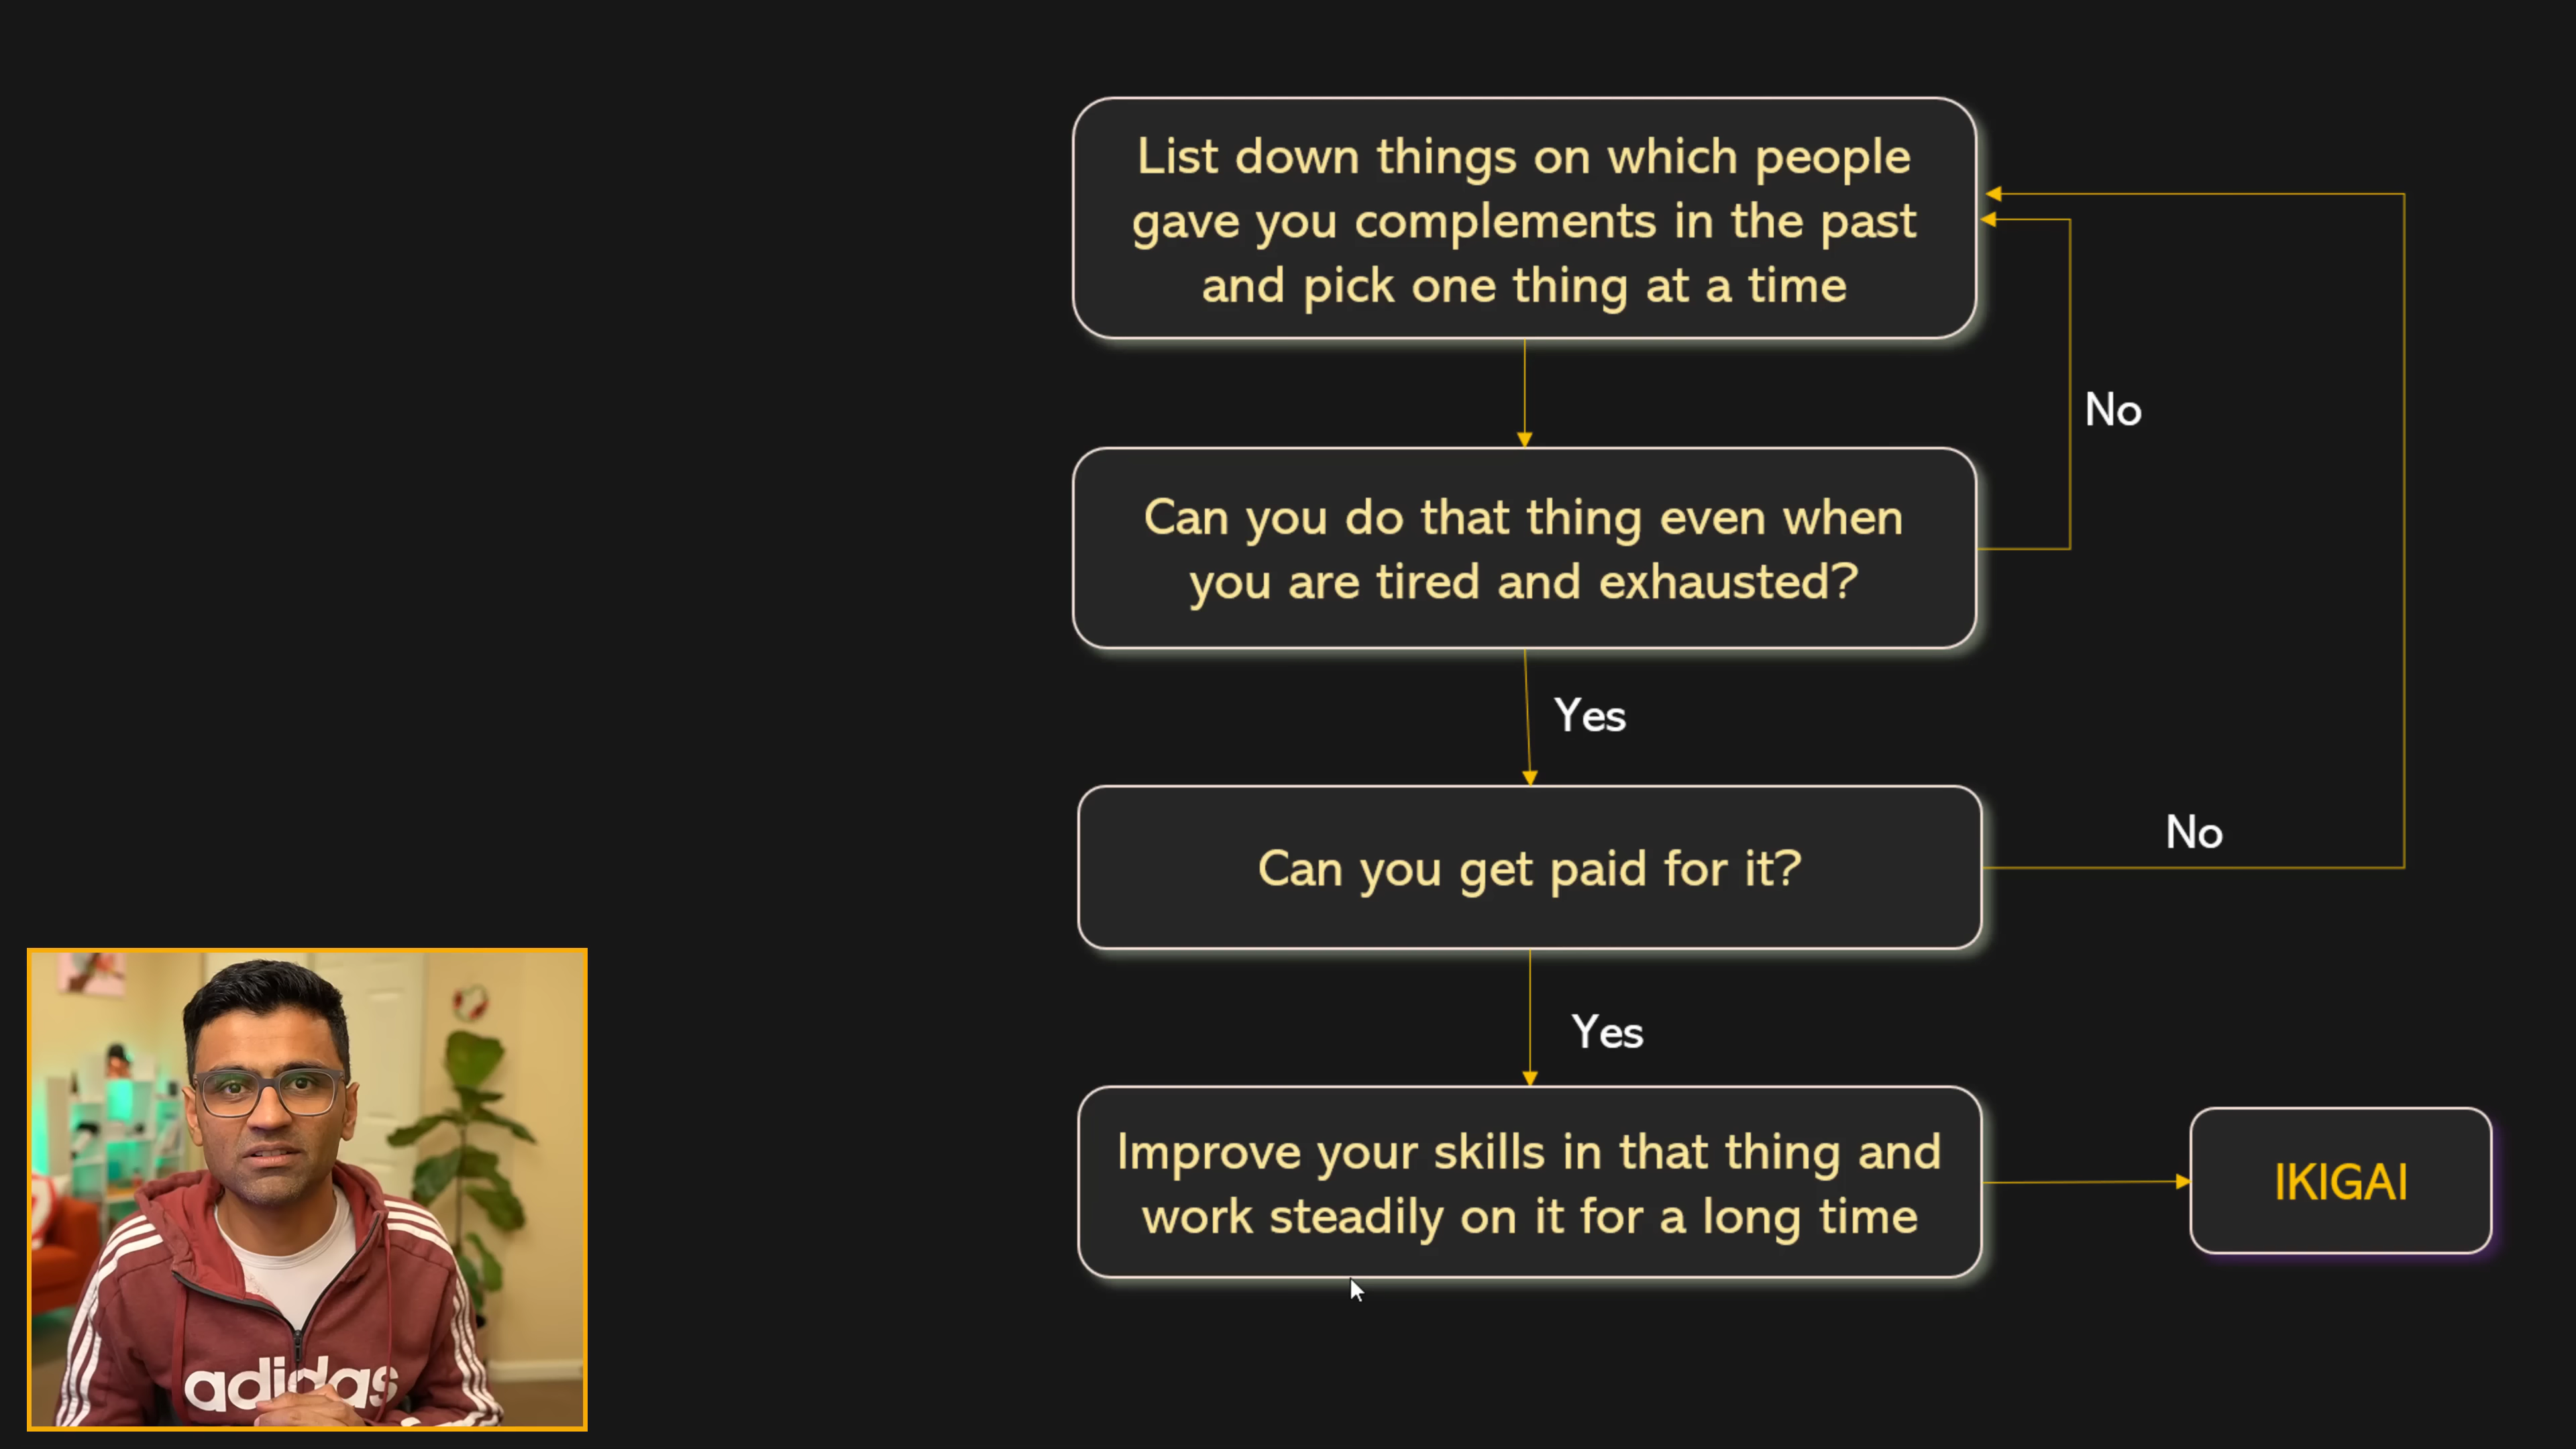 List down things on which people
gave you complements in the past
and pick one thing at a time
No
Can you do that thing even when
you are tired and exhausted?
Yes
Can you get paid for it?
No
Yes
Improve your skills in that thing and
work steadily on it for a long time
IKIGAI
adidas